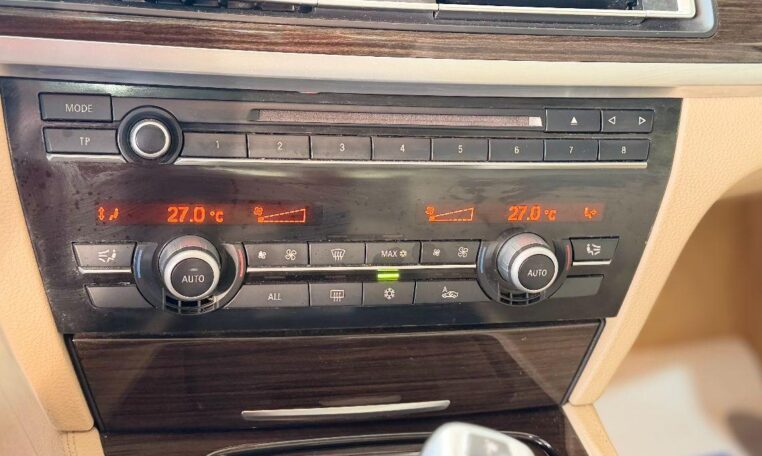 MODE
TP 1 2 3 4 5 6 7 8
27.0 °C 27.0 °C
MAX
AUTO AUTO
ALL
A